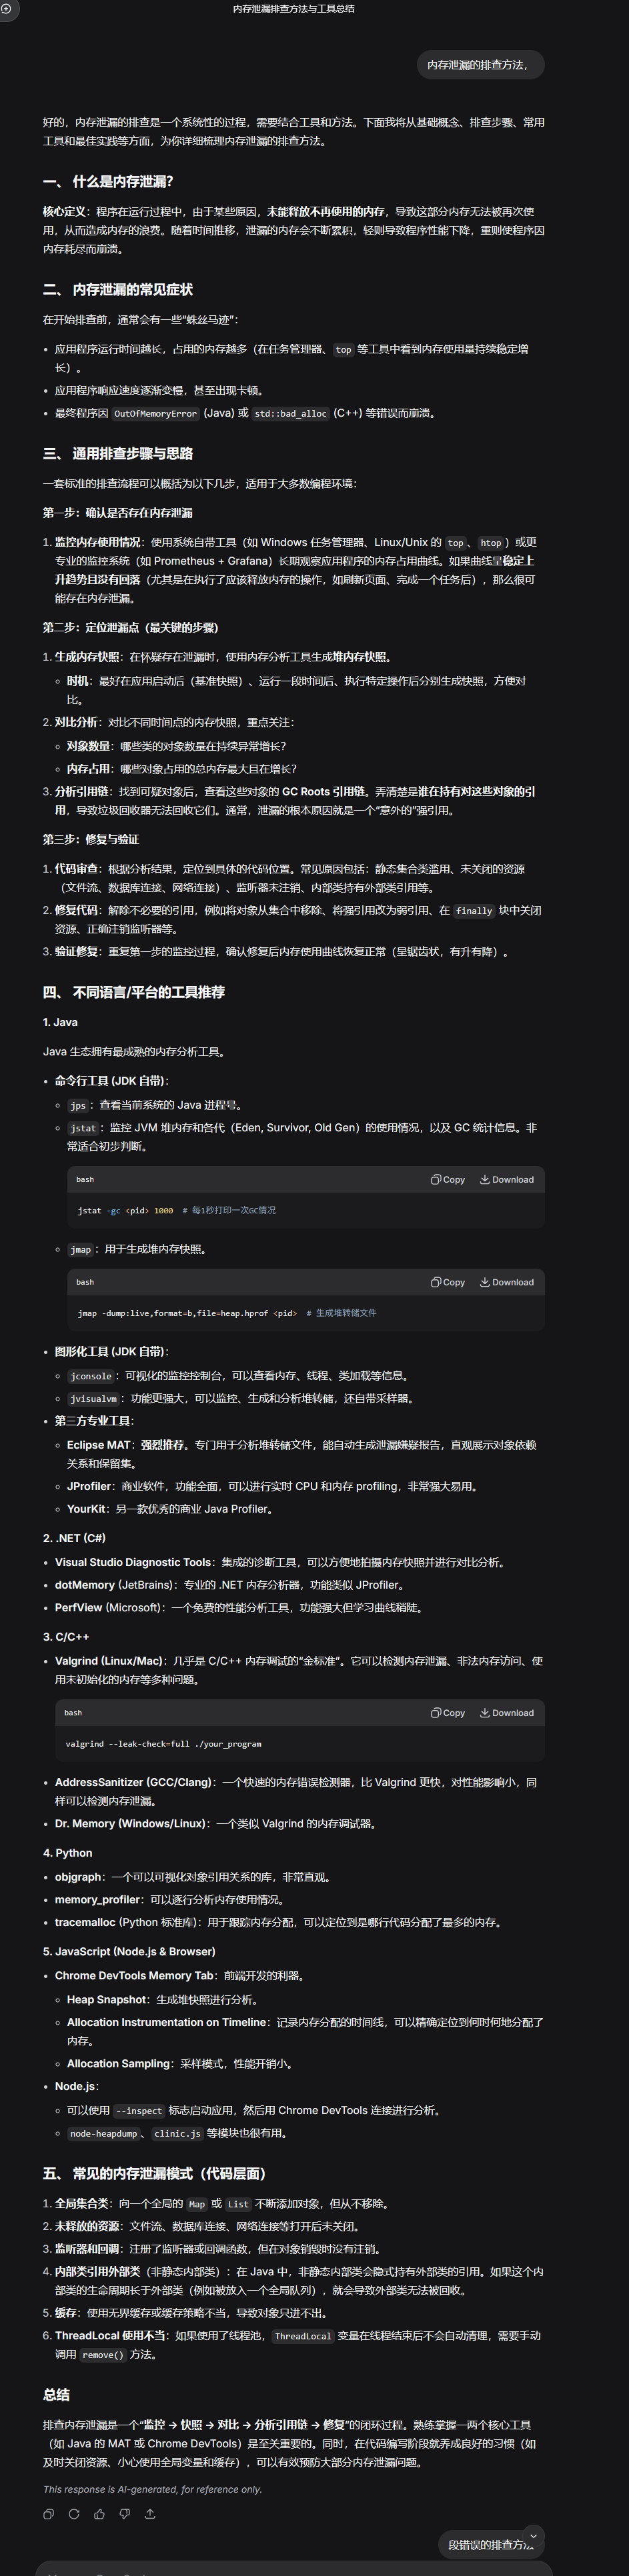 内存泄漏排查方法与工具总结
内存泄漏的排查方法，
好的，内存泄漏的排查是一个系统性的过程，需要结合工具和方法。下面我将从基础概念、排查步骤、常用
工具和最佳实践等方面，为你详细梳理内存泄漏的排查方法。
一、 什么是内存泄漏？
核心定义：程序在运行过程中，由于某些原因，未能释放不再使用的内存，导致这部分内存无法被再次使
用，从而造成内存的浪费。随着时间推移，泄漏的内存会不断累积，轻则导致程序性能下降，重则使程序因
内存耗尽而崩溃。
二、 内存泄漏的常见症状
在开始排查前，通常会有一些“蛛丝马迹”：
• 应用程序运行时间越长，占用的内存越多（在任务管理器、 top 等工具中看到内存使用量持续稳定增
长）。
• 应用程序响应速度逐渐变慢，甚至出现卡顿。
• 最终程序因 OutOfMemoryError (Java) 或 std::bad_alloc (C++) 等错误而崩溃。
三、 通用排查步骤与思路
一套标准的排查流程可以概括为以下几步，适用于大多数编程环境：
第一步：确认是否存在内存泄漏
1. 监控内存使用情况：使用系统自带工具（如 Windows 任务管理器、Linux/Unix 的 top 、 htop ）或更
专业的监控系统（如 Prometheus + Grafana）长期观察应用程序的内存占用曲线。如果曲线呈稳定上
升趋势且没有回落（尤其是在执行了应该释放内存的操作，如刷新页面、完成一个任务后），那么很可
能存在内存泄漏。
第二步：定位泄漏点（最关键的步骤）
1. 生成内存快照：在怀疑存在泄漏时，使用内存分析工具生成堆内存快照。
◦ 时机：最好在应用启动后（基准快照）、运行一段时间后、执行特定操作后分别生成快照，方便对
比。
2. 对比分析：对比不同时间点的内存快照，重点关注：
◦ 对象数量：哪些类的对象数量在持续异常增长？
◦ 内存占用：哪些对象占用的总内存最大且在增长？
3. 分析引用链：找到可疑对象后，查看这些对象的 GC Roots 引用链。弄清楚是谁在持有对这些对象的引
用，导致垃圾回收器无法回收它们。通常，泄漏的根本原因就是一个“意外的”强引用。
第三步：修复与验证
1. 代码审查：根据分析结果，定位到具体的代码位置。常见原因包括：静态集合类滥用、未关闭的资源
（文件流、数据库连接、网络连接）、监听器未注销、内部类持有外部类引用等。
2. 修复代码：解除不必要的引用，例如将对象从集合中移除、将强引用改为弱引用、在 finally 块中关闭
资源、正确注销监听器等。
3. 验证修复：重复第一步的监控过程，确认修复后内存使用曲线恢复正常（呈锯齿状，有升有降）。
四、 不同语言/平台的工具推荐
1. Java
Java 生态拥有最成熟的内存分析工具。
• 命令行工具 (JDK 自带)：
◦ jps ：查看当前系统的 Java 进程号。
◦ jstat ：监控 JVM 堆内存和各代（Eden, Survivor, Old Gen）的使用情况，以及 GC 统计信息。非
常适合初步判断。
bash Copy Download
jstat -gc <pid> 1000 # 每1秒打印一次GC情况
◦ jmap ：用于生成堆内存快照。
bash Copy Download
jmap -dump:live,format=b,file=heap.hprof <pid> # 生成堆转储文件
• 图形化工具 (JDK 自带)：
◦ jconsole ：可视化的监控控制台，可以查看内存、线程、类加载等信息。
◦ jvisualvm ：功能更强大，可以监控、生成和分析堆转储，还自带采样器。
• 第三方专业工具：
◦ Eclipse MAT：强烈推荐。专门用于分析堆转储文件，能自动生成泄漏嫌疑报告，直观展示对象依赖
关系和保留集。
◦ JProfiler：商业软件，功能全面，可以进行实时 CPU 和内存 profiling，非常强大易用。
◦ YourKit：另一款优秀的商业 Java Profiler。
2. .NET (C#)
• Visual Studio Diagnostic Tools：集成的诊断工具，可以方便地拍摄内存快照并进行对比分析。
• dotMemory (JetBrains)：专业的 .NET 内存分析器，功能类似 JProfiler。
• PerfView (Microsoft)：一个免费的性能分析工具，功能强大但学习曲线稍陡。
3. C/C++
• Valgrind (Linux/Mac)：几乎是 C/C++ 内存调试的“金标准”。它可以检测内存泄漏、非法内存访问、使
用未初始化的内存等多种问题。
bash Copy Download
valgrind --leak-check=full ./your_program
• AddressSanitizer (GCC/Clang)：一个快速的内存错误检测器，比 Valgrind 更快，对性能影响小，同
样可以检测内存泄漏。
• Dr. Memory (Windows/Linux)：一个类似 Valgrind 的内存调试器。
4. Python
• objgraph：一个可以可视化对象引用关系的库，非常直观。
• memory_profiler：可以逐行分析内存使用情况。
• tracemalloc (Python 标准库)：用于跟踪内存分配，可以定位到是哪行代码分配了最多的内存。
5. JavaScript (Node.js & Browser)
• Chrome DevTools Memory Tab：前端开发的利器。
◦ Heap Snapshot：生成堆快照进行分析。
◦ Allocation Instrumentation on Timeline：记录内存分配的时间线，可以精确定位到何时何地分配了
内存。
◦ Allocation Sampling：采样模式，性能开销小。
• Node.js：
◦ 可以使用 --inspect 标志启动应用，然后用 Chrome DevTools 连接进行分析。
◦ node-heapdump 、 clinic.js 等模块也很有用。
五、 常见的内存泄漏模式（代码层面）
1. 全局集合类：向一个全局的 Map 或 List 不断添加对象，但从不移除。
2. 未释放的资源：文件流、数据库连接、网络连接等打开后未关闭。
3. 监听器和回调：注册了监听器或回调函数，但在对象销毁时没有注销。
4. 内部类引用外部类（非静态内部类）：在 Java 中，非静态内部类会隐式持有外部类的引用。如果这个内
部类的生命周期长于外部类（例如被放入一个全局队列），就会导致外部类无法被回收。
5. 缓存：使用无界缓存或缓存策略不当，导致对象只进不出。
6. ThreadLocal 使用不当：如果使用了线程池， ThreadLocal 变量在线程结束后不会自动清理，需要手动
调用 remove() 方法。
总结
排查内存泄漏是一个“监控 → 快照 → 对比 → 分析引用链 → 修复”的闭环过程。熟练掌握一两个核心工具
（如 Java 的 MAT 或 Chrome DevTools）是至关重要的。同时，在代码编写阶段就养成良好的习惯（如
及时关闭资源、小心使用全局变量和缓存），可以有效预防大部分内存泄漏问题。
This response is AI-generated, for reference only.
段错误的排查方